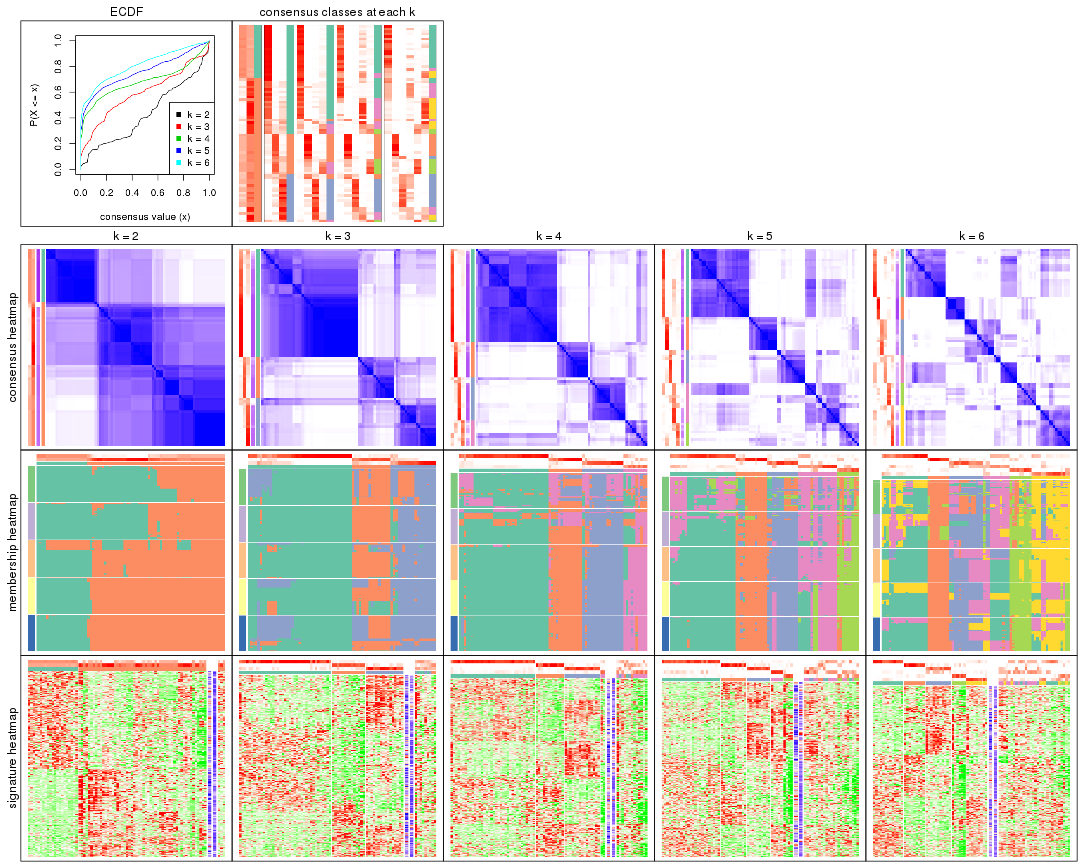 ECDF
consensus classes at each k
P(X <= x)
0.0 0.2 0.4 0.6 0.8 1.0
k = 2
k = 3
k = 4
k = 5
k = 6
0.0 0.2 0.4 0.6 0.8 1.0
consensus value (x)
k = 2 k = 3 k = 4 k = 5 k = 6
consensus heatmap
membership heatmap
signature heatmap